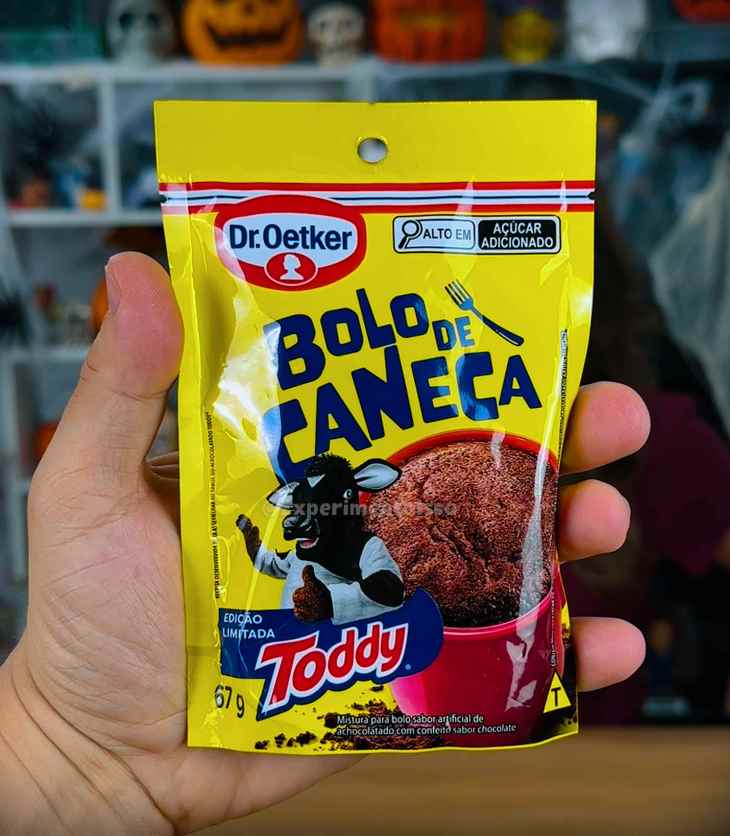 Dr.Oetker
ALTO EM
AÇÚCAR
ADICIONADO
BOLO DE
CANECA
@experimentoisso
EDIÇÃO
LIMITADA
Toddy
67g
T
Mistura para bolo sabor artificial de
achocolatado com confeito sabor chocolate